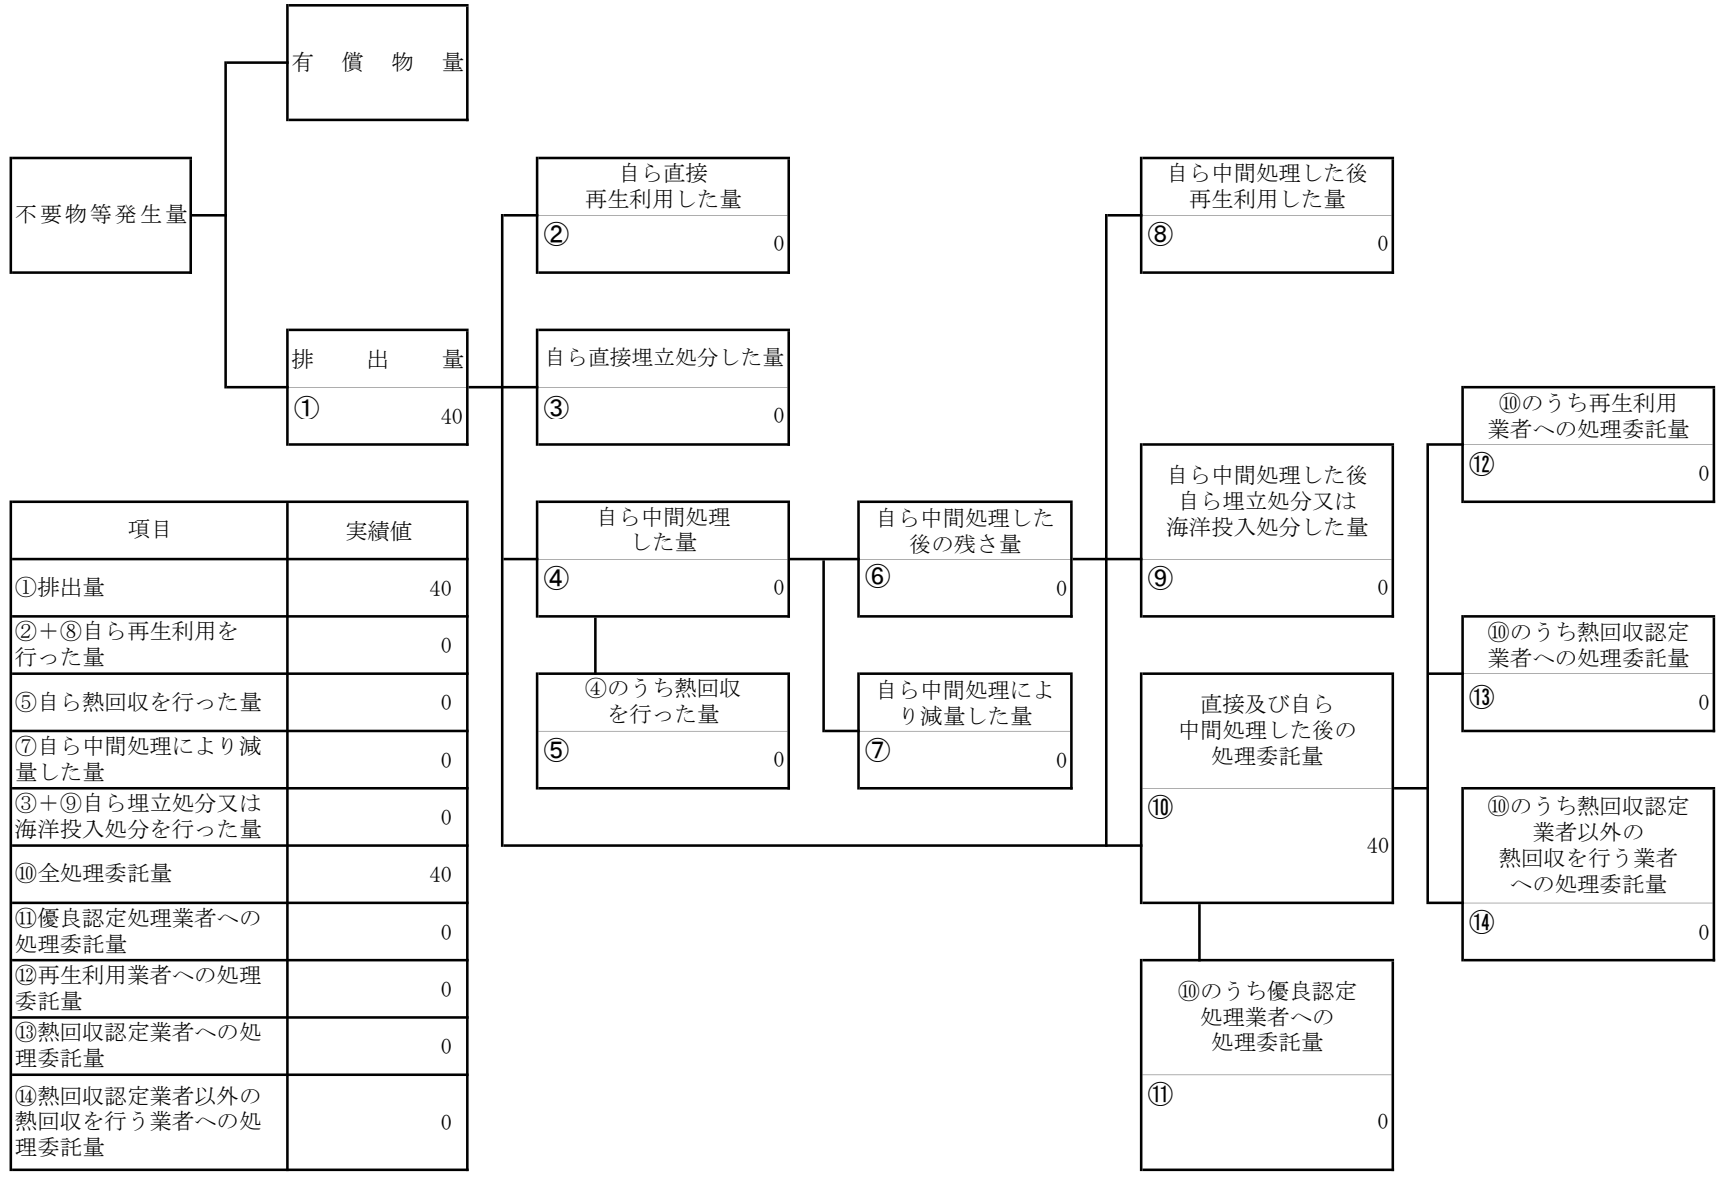 有償物量
不要物等発生量
自ら直接
再生利用した量
② 0
自ら中間処理した後
再生利用した量
⑧ 0
排出量
① 40
自ら直接埋立処分した量
③ 0
⑩のうち再生利用
業者への処理委託量
⑫ 0
自ら中間処理
した量
④ 0
自ら中間処理した
後の残さ量
⑥ 0
自ら中間処理した後
自ら埋立処分又は
海洋投入処分した量
⑨ 0
⑩のうち熱回収認定
業者への処理委託量
⑬ 0
④のうち熱回収
を行った量
⑤ 0
自ら中間処理によ
り減量した量
⑦ 0
直接及び自ら
中間処理した後の
処理委託量
⑩
40
⑩のうち熱回収認定
業者以外の
熱回収を行う業者
への処理委託量
⑭ 0
⑩のうち優良認定
処理業者への
処理委託量
⑪
0
項目 実績値
①排出量 40
②＋⑧自ら再生利用を
行った量 0
⑤自ら熱回収を行った量 0
⑦自ら中間処理により減
量した量 0
③＋⑨自ら埋立処分又は
海洋投入処分を行った量 0
⑩全処理委託量 40
⑪優良認定処理業者への
処理委託量 0
⑫再生利用業者への処理
委託量 0
⑬熱回収認定業者への処
理委託量 0
⑭熱回収認定業者以外の
熱回収を行う業者への処 0
理委託量